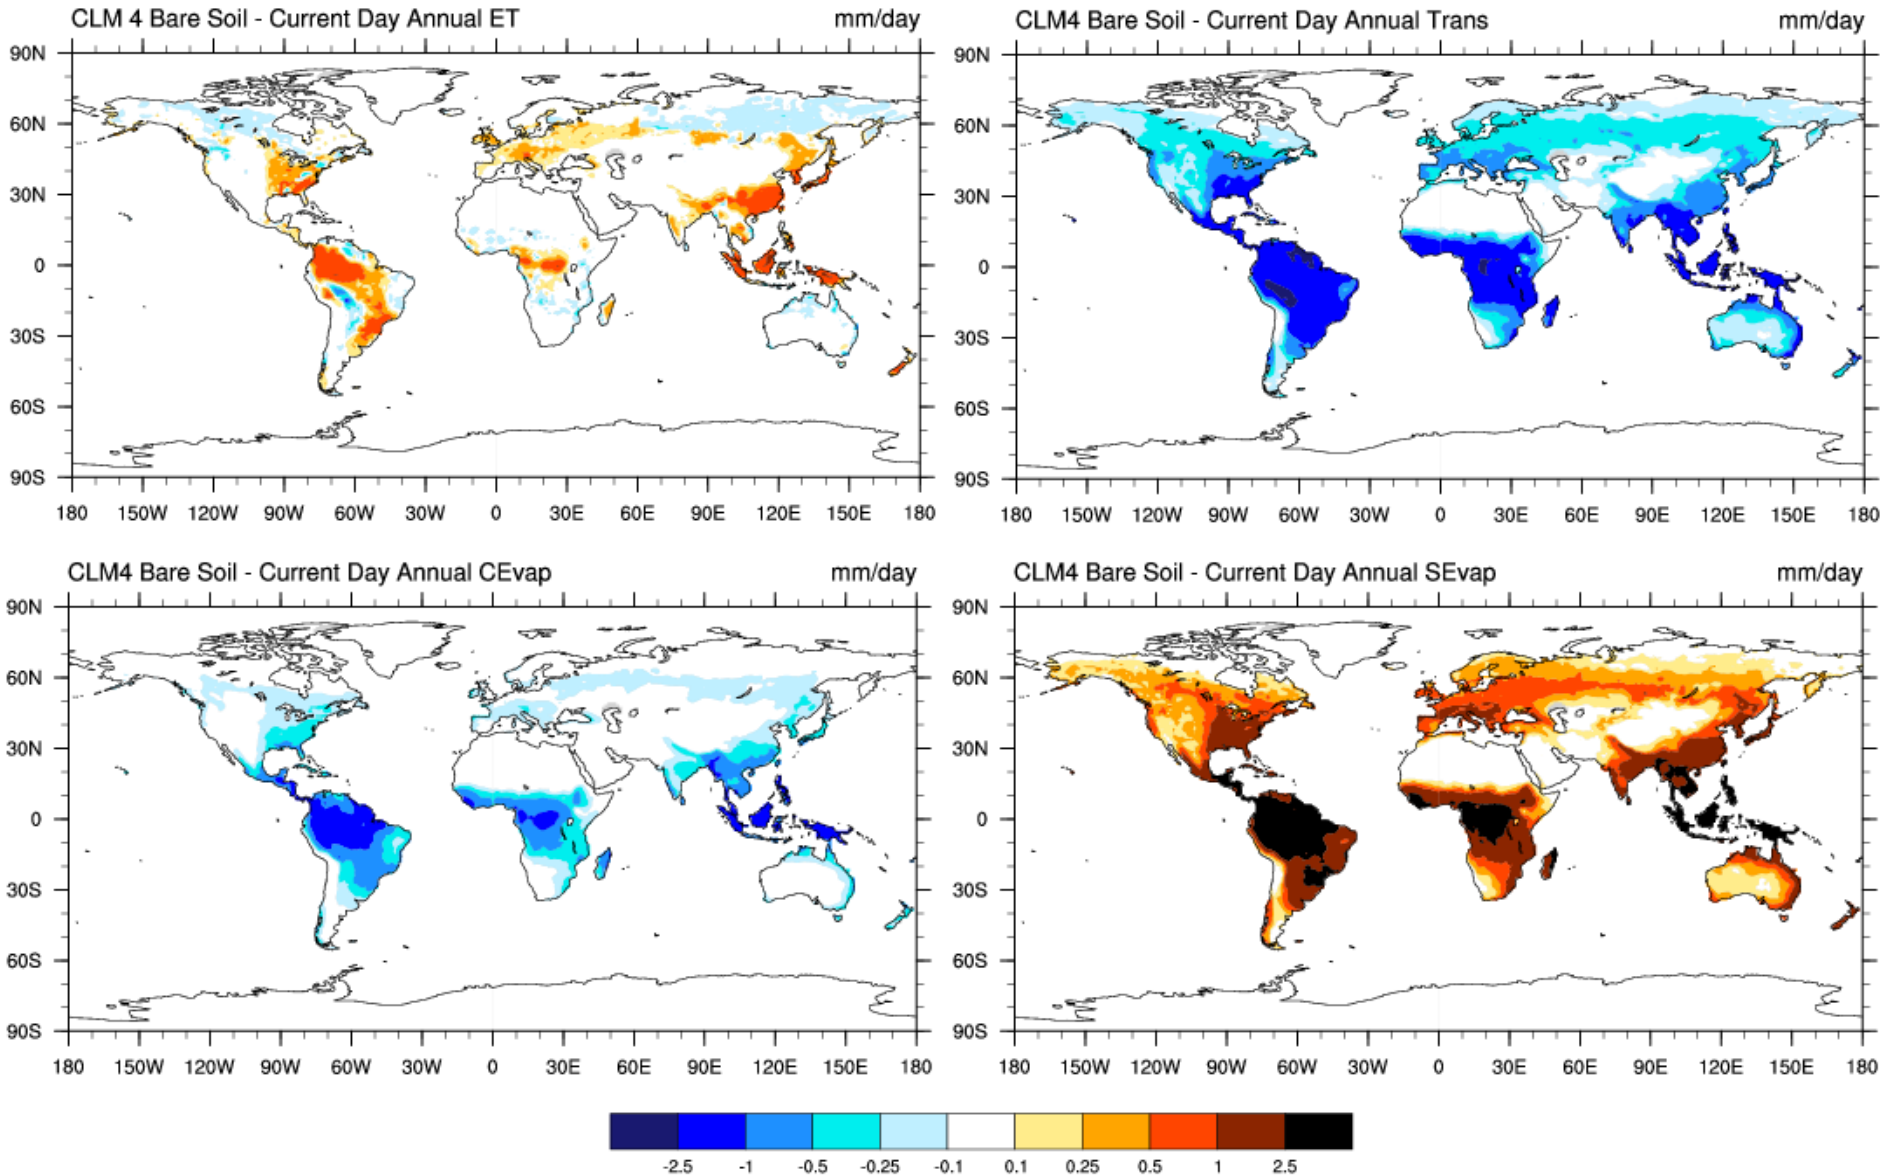 CLM 4 Bare Soil - Current Day Annual ET mm/day
90N
60N
30N
0
30S
60S
90S
180 150W 120W 90W 60W 30W 0 30E 60E 90E 120E 150E 180
CLM4 Bare Soil - Current Day Annual Trans mm/day
90N
60N
30N
0
30S
60S
90S
180 150W 120W 90W 60W 30W 0 30E 60E 90E 120E 150E 180
CLM4 Bare Soil - Current Day Annual CEvap mm/day
90N
60N
30N
0
30S
60S
90S
180 150W 120W 90W 60W 30W 0 30E 60E 90E 120E 150E 180
CLM4 Bare Soil - Current Day Annual SEvap mm/day
90N
60N
30N
0
30S
60S
90S
180 150W 120W 90W 60W 30W 0 30E 60E 90E 120E 150E 180
-2.5 -1 -0.5 -0.25 -0.1 0.1 0.25 0.5 1 2.5